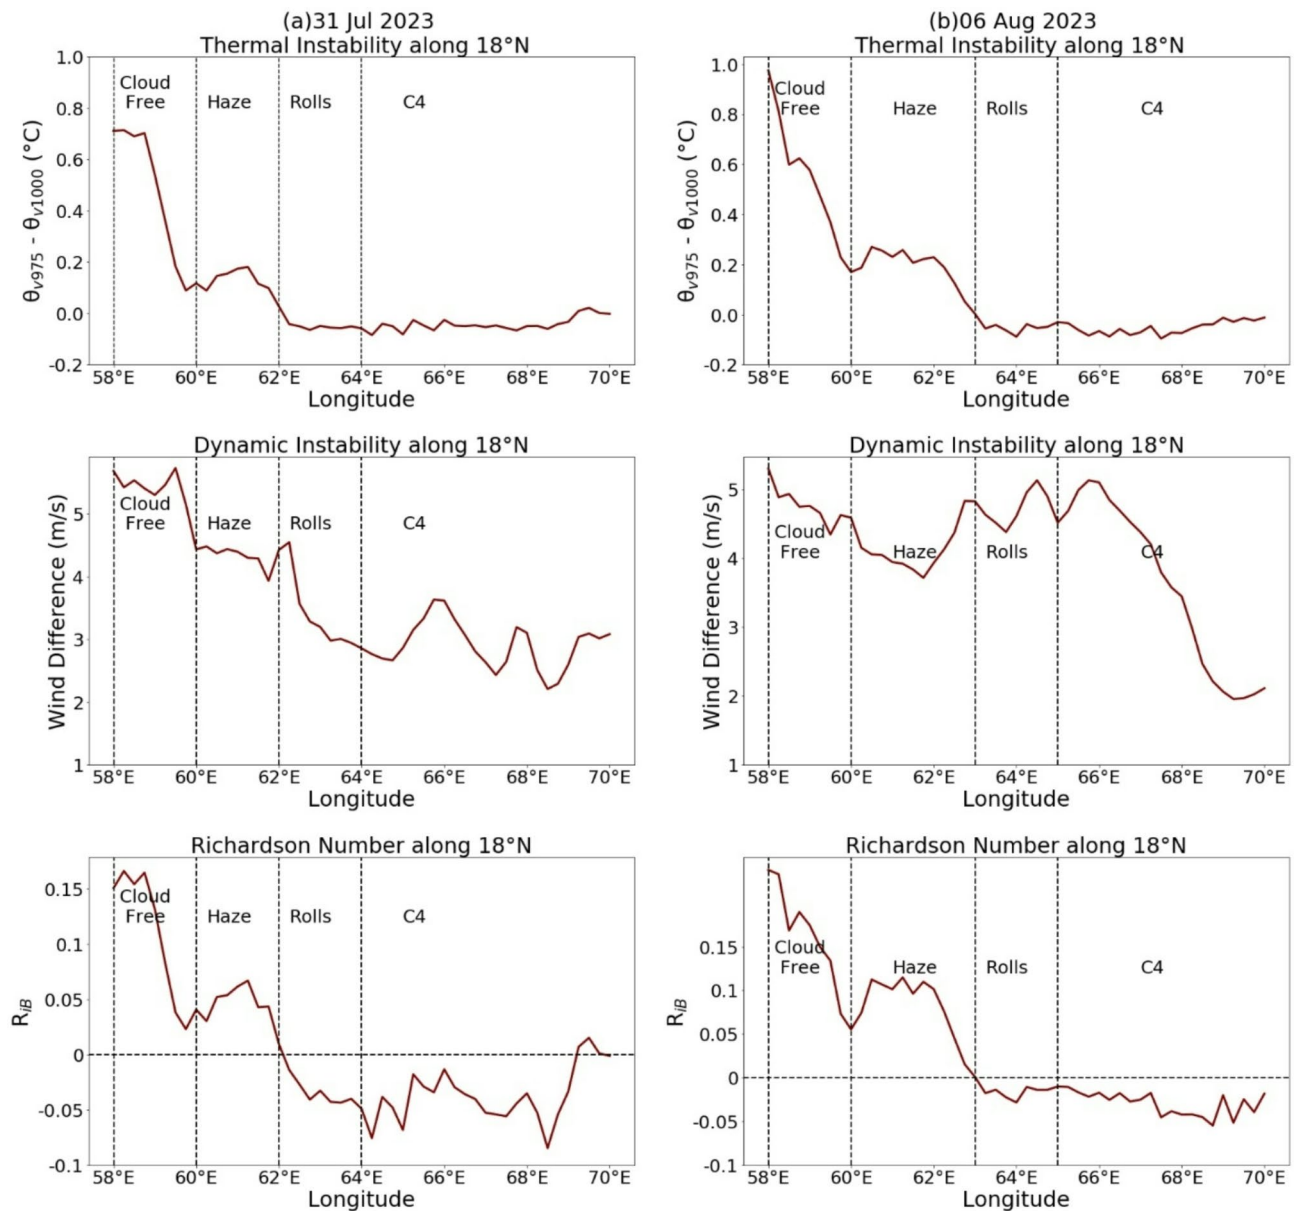 (a)31 Jul 2023
Thermal Instability along 18°N
1.0
0.8
0.6
0.4
0.2
0.0
-0.2
θv975 - θv1000 (°C)
Cloud
Free
Haze
Rolls
C4
58°E 60°E 62°E 64°E 66°E 68°E 70°E
Longitude
(b)06 Aug 2023
Thermal Instability along 18°N
1.0
0.8
0.6
0.4
0.2
0.0
-0.2
θv975 - θv1000 (°C)
Cloud
Free
Haze
Rolls
C4
58°E 60°E 62°E 64°E 66°E 68°E 70°E
Longitude
Dynamic Instability along 18°N
5
4
3
2
1
Wind Difference (m/s)
Cloud
Free
Haze
Rolls
C4
58°E 60°E 62°E 64°E 66°E 68°E 70°E
Longitude
Dynamic Instability along 18°N
5
4
3
2
1
Wind Difference (m/s)
Cloud
Free
Haze
Rolls
C4
58°E 60°E 62°E 64°E 66°E 68°E 70°E
Longitude
Richardson Number along 18°N
0.15
0.1
0.05
0
-0.05
-0.1
RiB
Cloud
Free
Haze
Rolls
C4
58°E 60°E 62°E 64°E 66°E 68°E 70°E
Longitude
Richardson Number along 18°N
0.15
0.1
0.05
0
-0.05
-0.1
RiB
Cloud
Free
Haze
Rolls
C4
58°E 60°E 62°E 64°E 66°E 68°E 70°E
Longitude